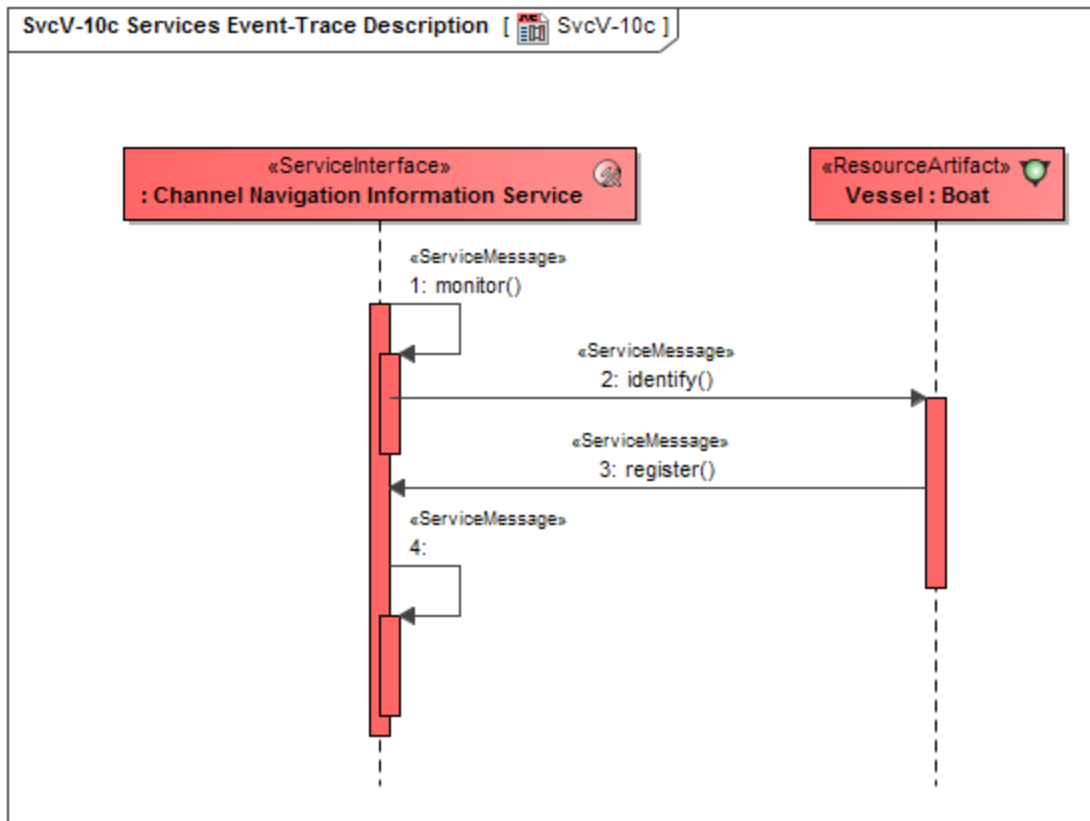 SvcV-10c Services Event-Trace Description [ SvcV-10c ]
«ServiceInterface»
: Channel Navigation Information Service
«ResourceArtifact»
Vessel : Boat
«ServiceMessage»
1: monitor()
«ServiceMessage»
2: identify()
«ServiceMessage»
3: register()
«ServiceMessage»
4: